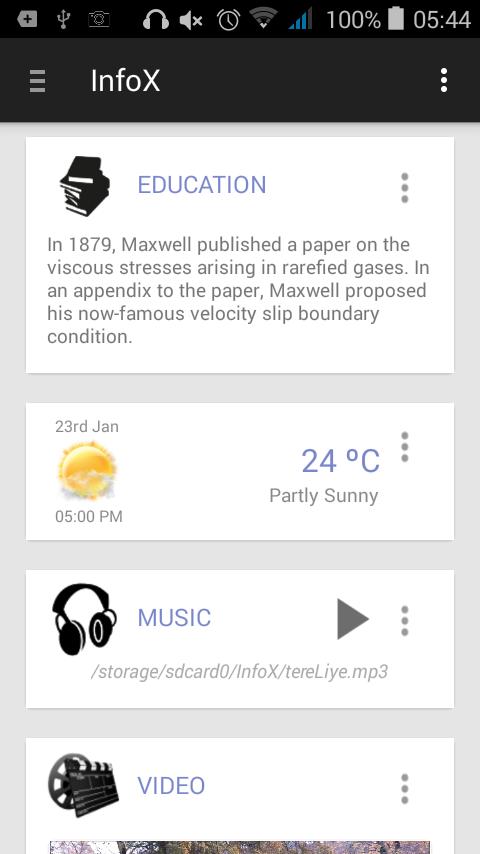 100% 05:44
InfoX
EDUCATION
In 1879, Maxwell published a paper on the
viscous stresses arising in rarefied gases. In
an appendix to the paper, Maxwell proposed
his now-famous velocity slip boundary
condition.
23rd Jan
24 ºC
Partly Sunny
05:00 PM
MUSIC
/storage/sdcard0/InfoX/tereLiye.mp3
VIDEO